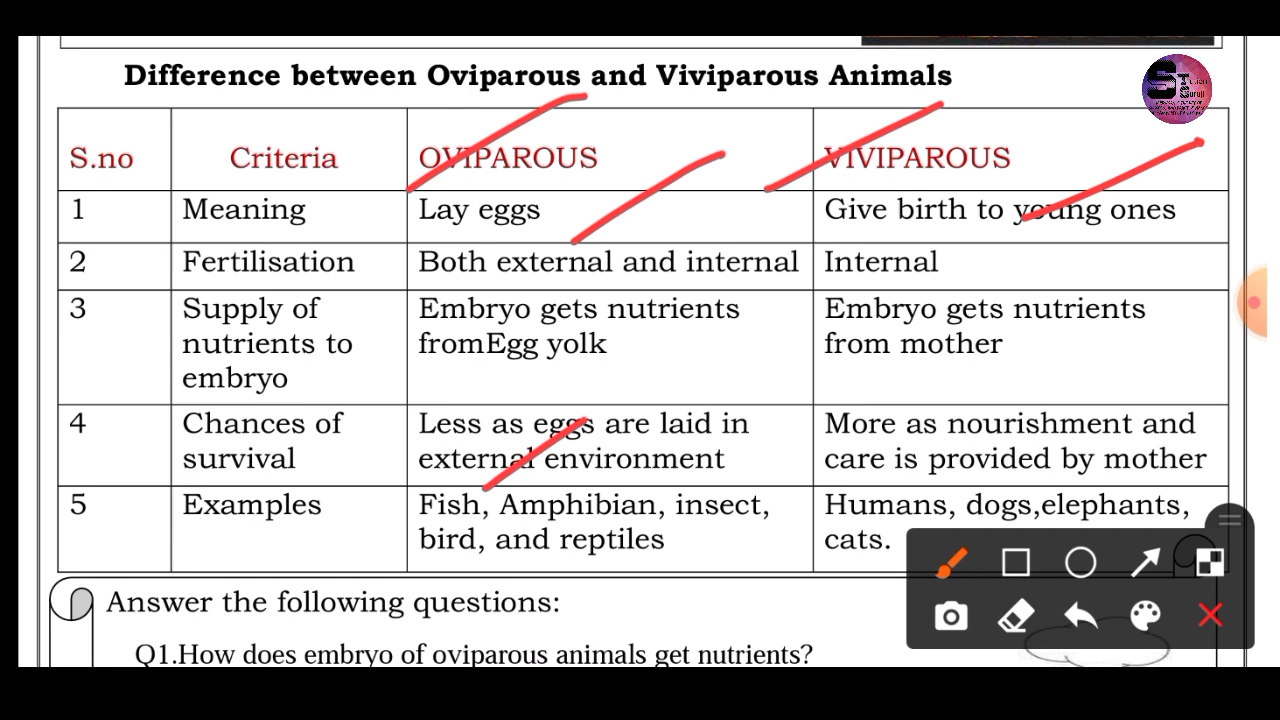 Difference between Oviparous and Viviparous Animals
S.no Criteria OVIPAROUS VIVIPAROUS
1 Meaning Lay eggs Give birth to young ones
2 Fertilisation Both external and internal Internal
3 Supply of Embryo gets nutrients Embryo gets nutrients
nutrients to fromEgg yolk from mother
embryo
4 Chances of Less as eggs are laid in More as nourishment and
survival external environment care is provided by mother
5 Examples Fish, Amphibian, insect, Humans, dogs,elephants,
bird, and reptiles cats.
Answer the following questions:
Q1.How does embryo of oviparous animals get nutrients?